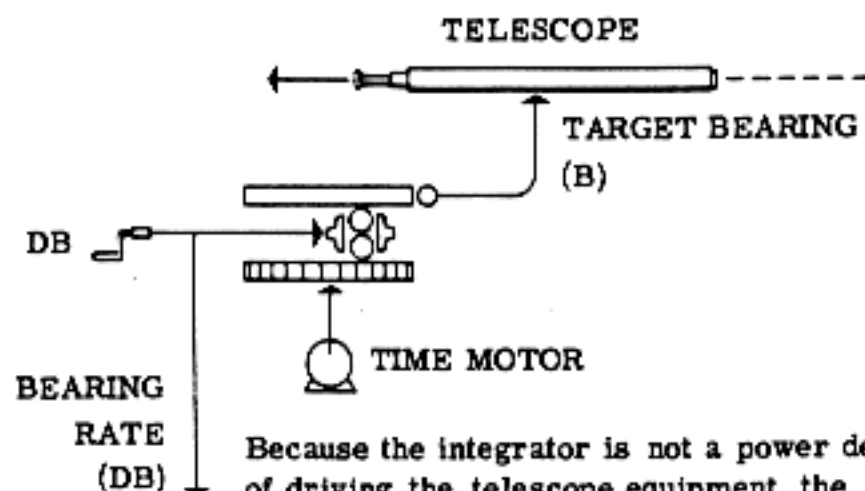 TELESCOPE
TARGET BEARING
(B)
DB
TIME MOTOR
BEARING
RATE
(DB)
Because the integrator is not a power de
of driving the telescope equipment, the